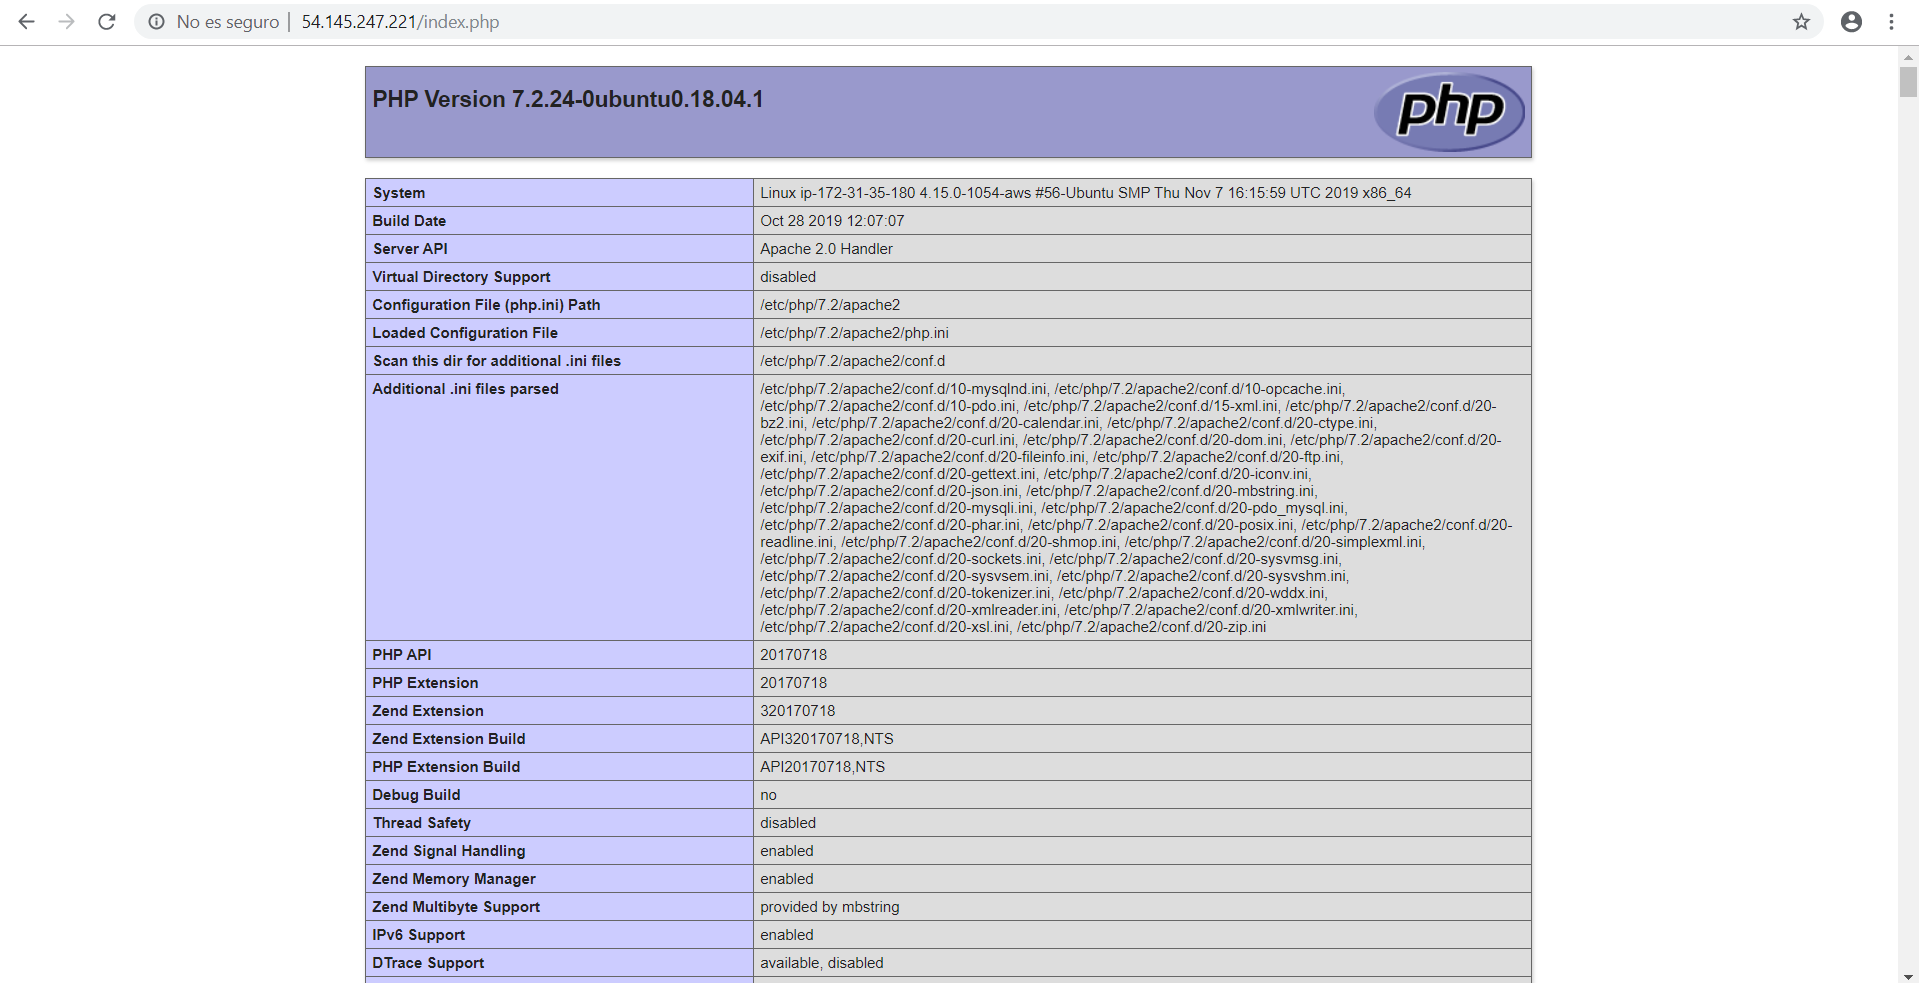 No es seguro | 54.145.247.221/index.php
PHP Version 7.2.24-0ubuntu0.18.04.1
php
System Linux ip-172-31-35-180 4.15.0-1054-aws #56-Ubuntu SMP Thu Nov 7 16:15:59 UTC 2019 x86_64
Build Date Oct 28 2019 12:07:07
Server API Apache 2.0 Handler
Virtual Directory Support disabled
Configuration File (php.ini) Path /etc/php/7.2/apache2
Loaded Configuration File /etc/php/7.2/apache2/php.ini
Scan this dir for additional .ini files /etc/php/7.2/apache2/conf.d
Additional .ini files parsed /etc/php/7.2/apache2/conf.d/10-mysqlnd.ini, /etc/php/7.2/apache2/conf.d/10-opcache.ini,
/etc/php/7.2/apache2/conf.d/10-pdo.ini, /etc/php/7.2/apache2/conf.d/15-xml.ini, /etc/php/7.2/apache2/conf.d/20-
bz2.ini, /etc/php/7.2/apache2/conf.d/20-calendar.ini, /etc/php/7.2/apache2/conf.d/20-ctype.ini,
/etc/php/7.2/apache2/conf.d/20-curl.ini, /etc/php/7.2/apache2/conf.d/20-dom.ini, /etc/php/7.2/apache2/conf.d/20-
exif.ini, /etc/php/7.2/apache2/conf.d/20-fileinfo.ini, /etc/php/7.2/apache2/conf.d/20-ftp.ini,
/etc/php/7.2/apache2/conf.d/20-gettext.ini, /etc/php/7.2/apache2/conf.d/20-iconv.ini,
/etc/php/7.2/apache2/conf.d/20-json.ini, /etc/php/7.2/apache2/conf.d/20-mbstring.ini,
/etc/php/7.2/apache2/conf.d/20-mysqli.ini, /etc/php/7.2/apache2/conf.d/20-pdo_mysql.ini,
/etc/php/7.2/apache2/conf.d/20-phar.ini, /etc/php/7.2/apache2/conf.d/20-posix.ini, /etc/php/7.2/apache2/conf.d/20-
readline.ini, /etc/php/7.2/apache2/conf.d/20-shmop.ini, /etc/php/7.2/apache2/conf.d/20-simplexml.ini,
/etc/php/7.2/apache2/conf.d/20-sockets.ini, /etc/php/7.2/apache2/conf.d/20-sysvmsg.ini,
/etc/php/7.2/apache2/conf.d/20-sysvsem.ini, /etc/php/7.2/apache2/conf.d/20-sysvshm.ini,
/etc/php/7.2/apache2/conf.d/20-tokenizer.ini, /etc/php/7.2/apache2/conf.d/20-wddx.ini,
/etc/php/7.2/apache2/conf.d/20-xmlreader.ini, /etc/php/7.2/apache2/conf.d/20-xmlwriter.ini,
/etc/php/7.2/apache2/conf.d/20-xsl.ini, /etc/php/7.2/apache2/conf.d/20-zip.ini
PHP API 20170718
PHP Extension 20170718
Zend Extension 320170718
Zend Extension Build API320170718,NTS
PHP Extension Build API20170718,NTS
Debug Build no
Thread Safety disabled
Zend Signal Handling enabled
Zend Memory Manager enabled
Zend Multibyte Support provided by mbstring
IPv6 Support enabled
DTrace Support available, disabled